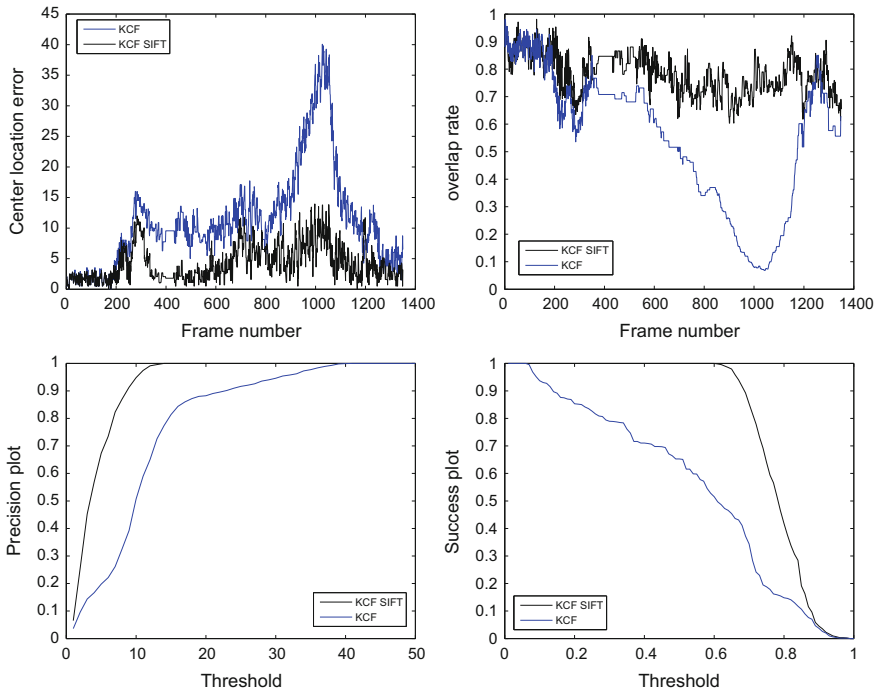 45
40
35
30
25
20
15
10
5
0
0 200 400 600 800 1000 1200 1400
Center location error
Frame number
KCF
KCF SIFT
1
0.9
0.8
0.7
0.6
0.5
0.4
0.3
0.2
0.1
0
0 200 400 600 800 1000 1200 1400
overlap rate
Frame number
KCF SIFT
KCF
1
0.9
0.8
0.7
0.6
0.5
0.4
0.3
0.2
0.1
0
0 10 20 30 40 50
Precision plot
Threshold
KCF SIFT
KCF
1
0.9
0.8
0.7
0.6
0.5
0.4
0.3
0.2
0.1
0
0 0.2 0.4 0.6 0.8 1
Success plot
Threshold
KCF SIFT
KCF